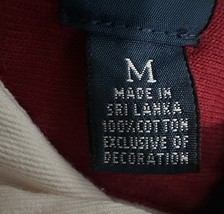 M
MADE IN
SRI LANKA
100% COTTON
EXCLUSIVE OF
DECORATION